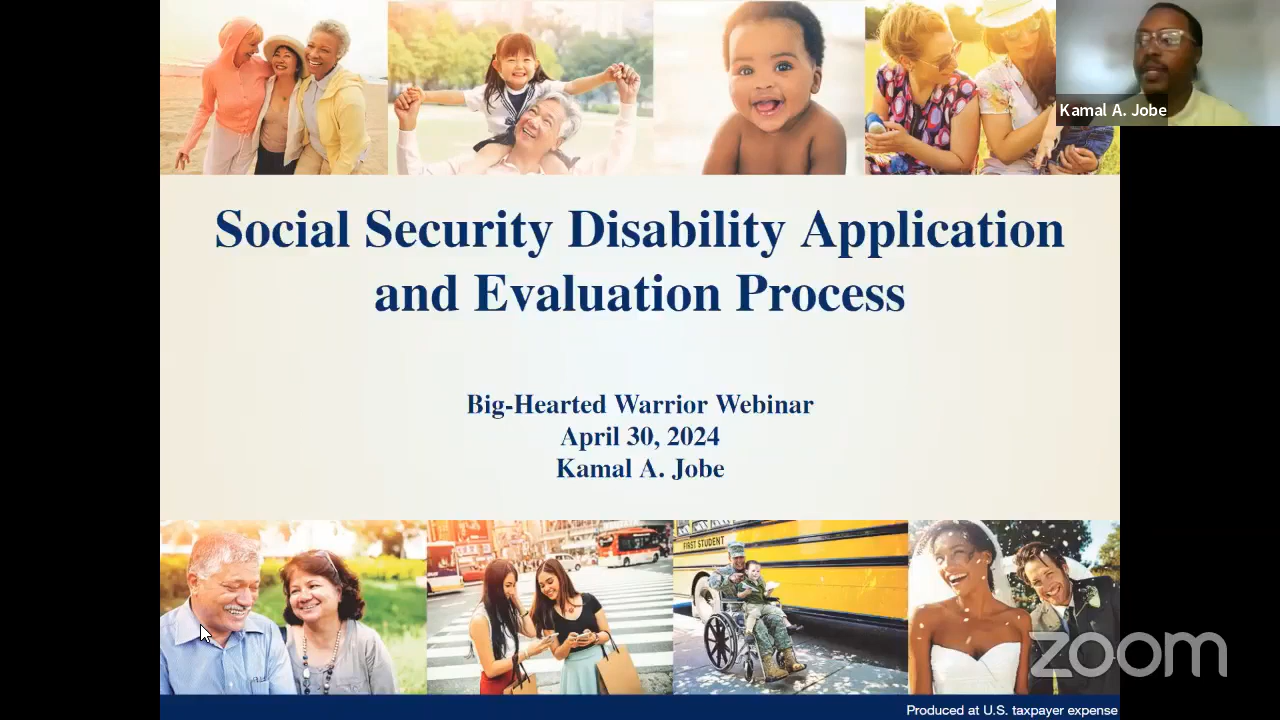 Kamal A. Jobe
Social Security Disability Application
and Evaluation Process
Big-Hearted Warrior Webinar
April 30, 2024
Kamal A. Jobe
FIRST STUDENT
zoom
Produced at U.S. taxpayer expense